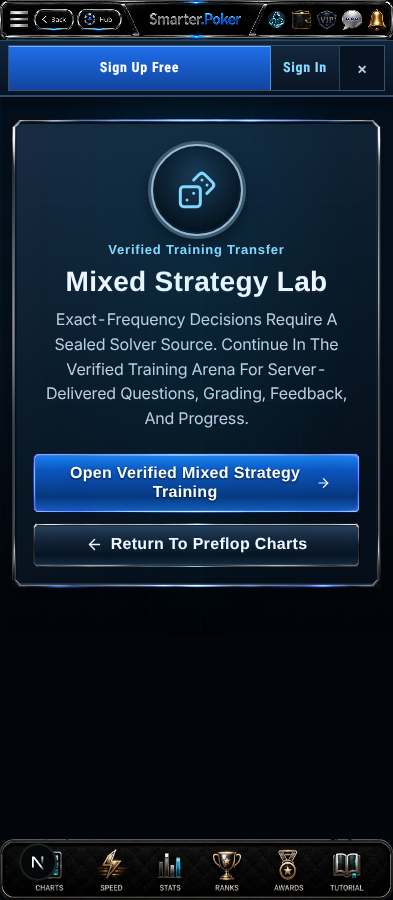 Back
Hub
Smarter.Poker
VIP
Sign Up Free
Sign In
×
Verified Training Transfer
Mixed Strategy Lab
Exact-Frequency Decisions Require A
Sealed Solver Source. Continue In The
Verified Training Arena For Server-
Delivered Questions, Grading, Feedback,
And Progress.
Open Verified Mixed Strategy
Training
Return To Preflop Charts
N
CHARTS
SPEED
STATS
RANKS
AWARDS
TUTORIAL